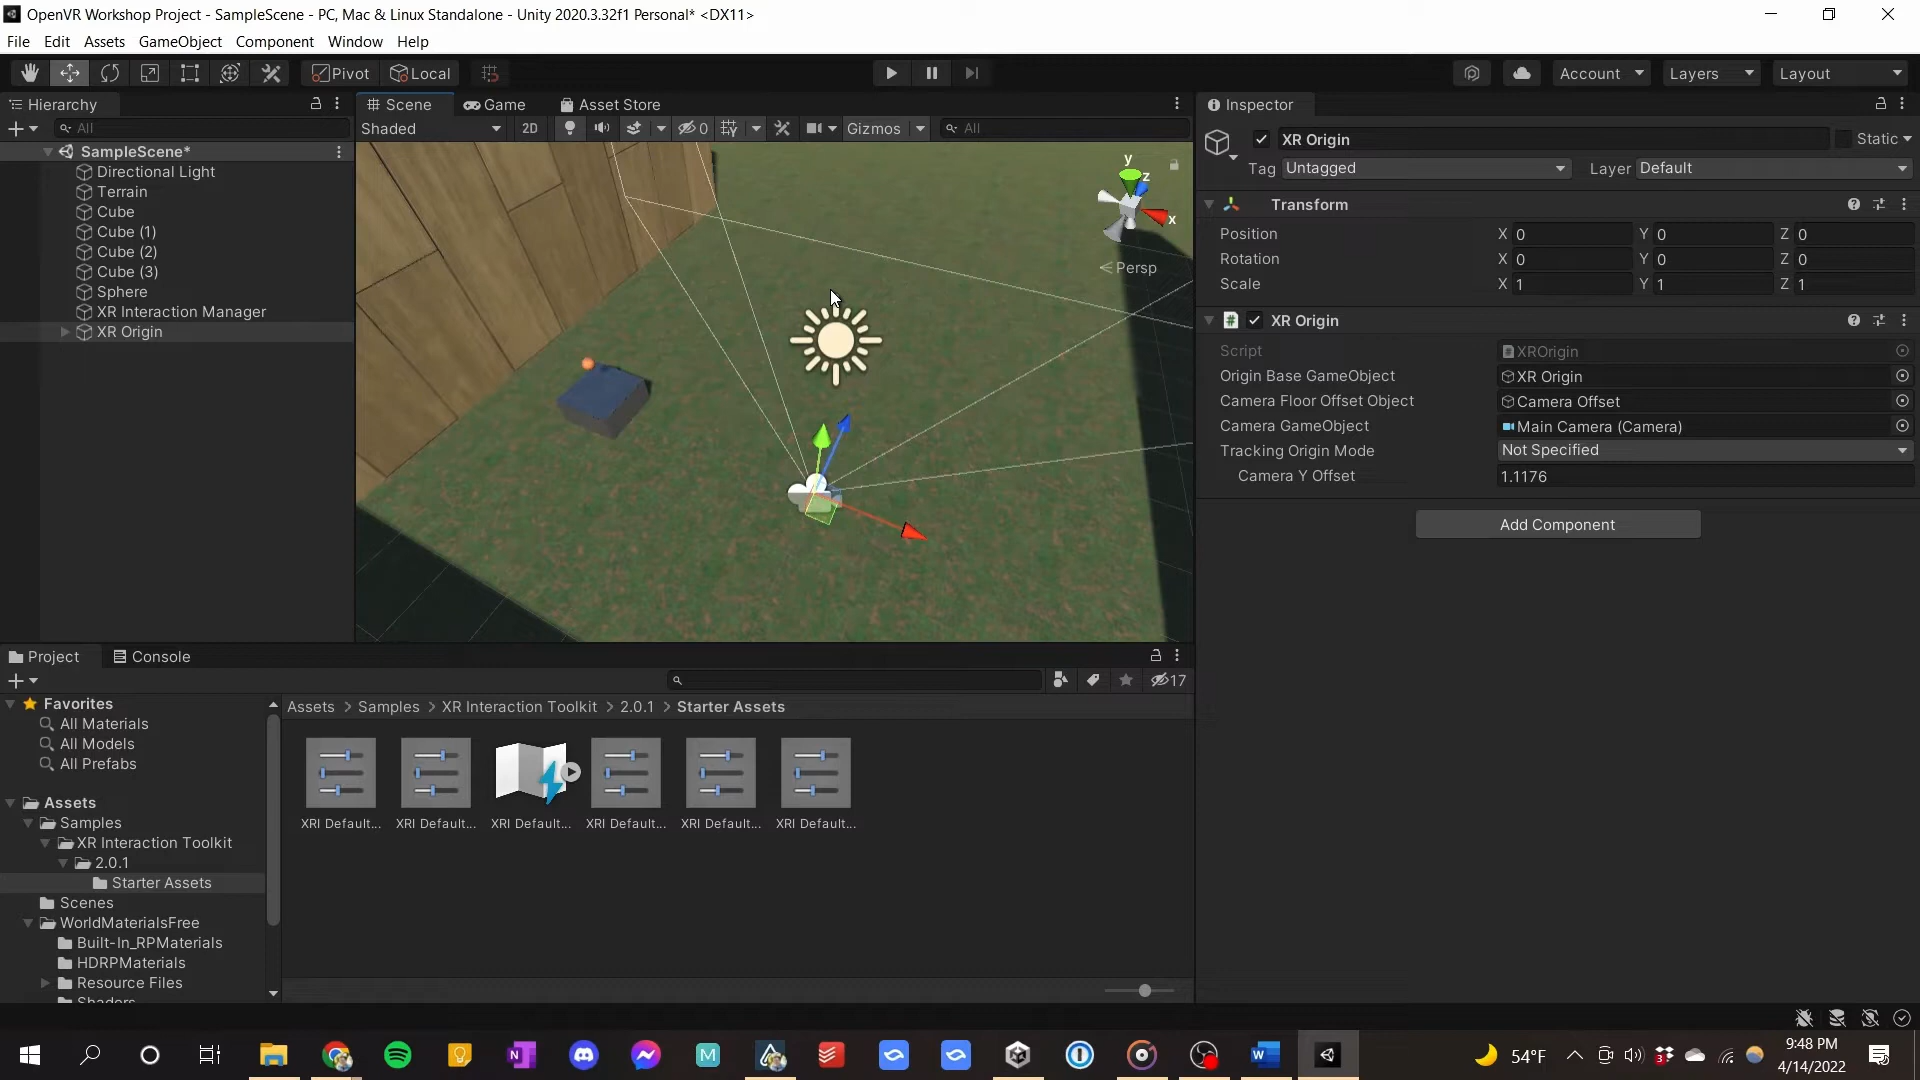 OpenVR Workshop Project - SampleScene - PC, Mac & Linux Standalone - Unity 2020.3.32f1 Personal* <DX11>
File Edit Assets GameObject Component Window Help
Pivot Local Account Layers Layout
Hierarchy
All
SampleScene*
Directional Light
Terrain
Cube
Cube (1)
Cube (2)
Cube (3)
Sphere
XR Interaction Manager
XR Origin
Scene Game Asset Store
Shaded 2D 0 Gizmos All
y
z
x
Persp
Inspector
XR Origin Static
Tag Untagged Layer Default
Transform
Position X 0 Y 0 Z 0
Rotation X 0 Y 0 Z 0
Scale X 1 Y 1 Z 1
XR Origin
Script XROrigin
Origin Base GameObject XR Origin
Camera Floor Offset Object Camera Offset
Camera GameObject Main Camera (Camera)
Tracking Origin Mode Not Specified
Camera Y Offset 1.1176
Add Component
Project Console
17
Favorites
All Materials
All Models
All Prefabs
Assets
Samples
XR Interaction Toolkit
2.0.1
Starter Assets
Scenes
WorldMaterialsFree
Built-In_RPMaterials
HDRPMaterials
Resource Files
Shaders
Assets > Samples > XR Interaction Toolkit > 2.0.1 > Starter Assets
XRI Default... XRI Default... XRI Default... XRI Default... XRI Default... XRI Default...
54°F
9:48 PM
4/14/2022